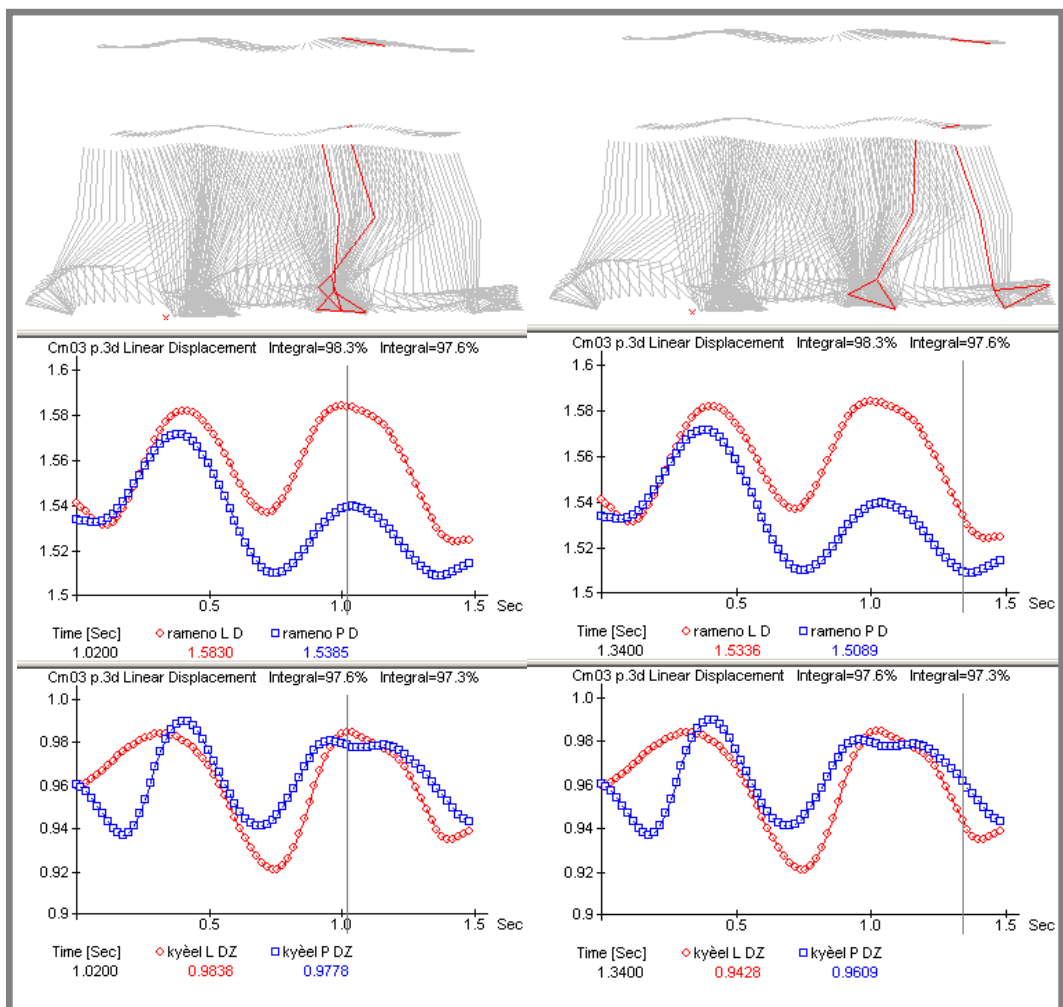 Cm03 p.3d Linear Displacement Integral=98.3% Integral=97.6%
1.6
1.58
1.56
1.54
1.52
1.5
0.5 1.0 1.5 Sec
Time [Sec] rameno L D rameno P D
1.0200 1.5830 1.5385
Cm03 p.3d Linear Displacement Integral=98.3% Integral=97.6%
1.6
1.58
1.56
1.54
1.52
1.5
0.5 1.0 1.5 Sec
Time [Sec] rameno L D rameno P D
1.3400 1.5336 1.5089
Cm03 p.3d Linear Displacement Integral=97.6% Integral=97.3%
1.0
0.98
0.96
0.94
0.92
0.9
0.5 1.0 1.5 Sec
Time [Sec] kyèel L DZ kyèel P DZ
1.0200 0.9838 0.9778
Cm03 p.3d Linear Displacement Integral=97.6% Integral=97.3%
1.0
0.98
0.96
0.94
0.92
0.9
0.5 1.0 1.5 Sec
Time [Sec] kyèel L DZ kyèel P DZ
1.3400 0.9428 0.9609